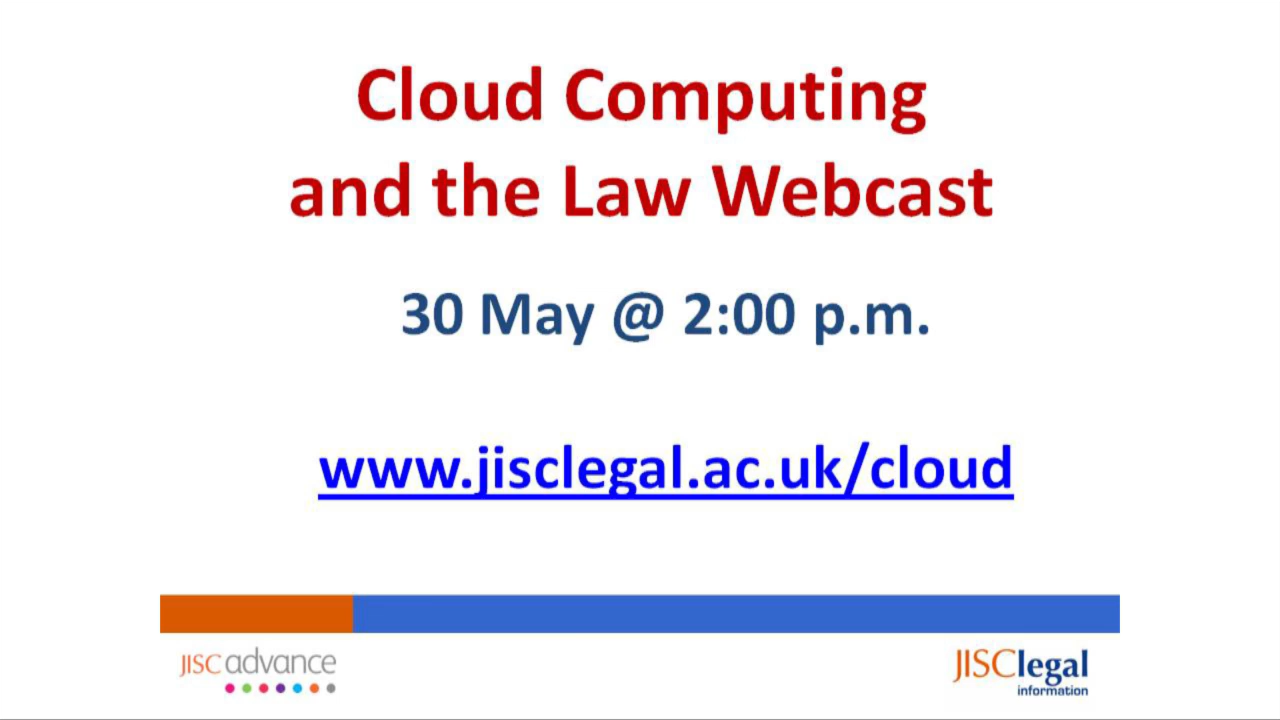 Cloud Computing
and the Law Webcast
30 May @ 2:00 p.m.
www.jisclegal.ac.uk/cloud
JISC advance
JISClegal
information